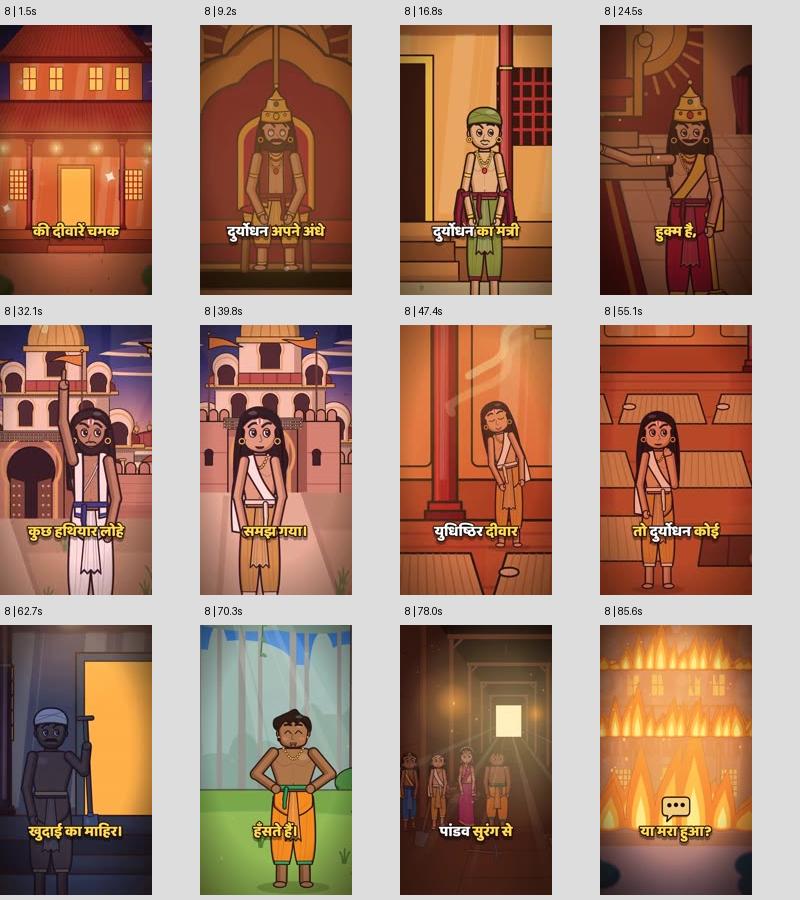 8 | 1.5s
8 | 9.2s
8 | 16.8s
8 | 24.5s
की दीवारें चमक
दुर्योधन अपने अंधे
दुर्योधन का मंत्री
हुक्म है,
8 | 32.1s
8 | 39.8s
8 | 47.4s
8 | 55.1s
कुछ हथियार लोहे
समझ गया।
युधिष्ठिर दीवार
तो दुर्योधन कोई
8 | 62.7s
8 | 70.3s
8 | 78.0s
8 | 85.6s
खुदाई का माहिर।
हँसते हैं।
पांडव सुरंग से
या मरा हुआ?